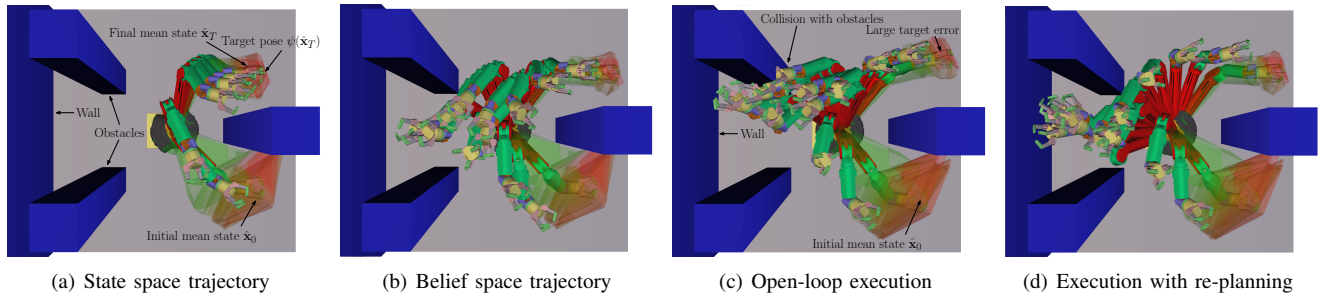 Final mean state x̂_T
Target pose ψ(x̂_T)
Wall
Obstacles
Initial mean state x̂_0
Collision with obstacles
Large target error
Wall
Initial mean state x̂_0
(a) State space trajectory
(b) Belief space trajectory
(c) Open-loop execution
(d) Execution with re-planning